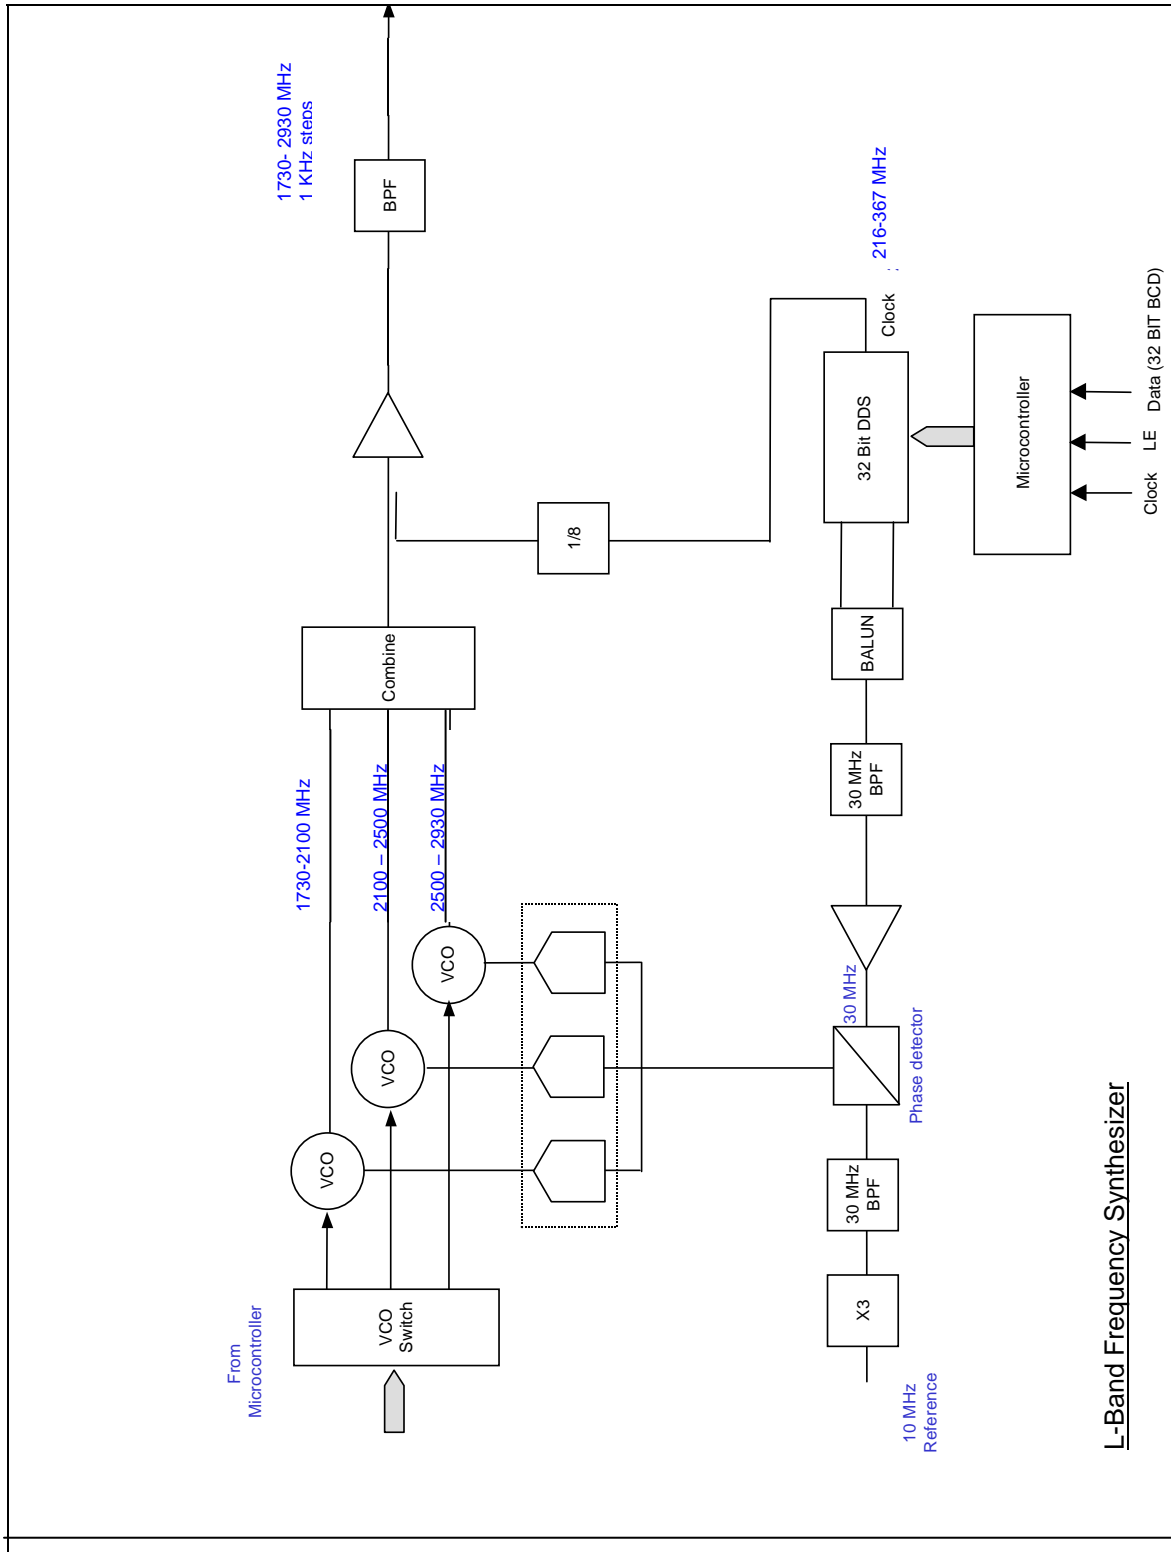 1730- 2930 MHz
1 KHz steps
BPF
From
Microcontroller
VCO
Switch
VCO
VCO
VCO
1730-2100 MHz
2100 – 2500 MHz
2500 – 2930 MHz
Combine
1/8
216-367 MHz
Clock
10 MHz
Reference
X3
30 MHz
BPF
Phase detector
30 MHz
30 MHz
BPF
BALUN
32 Bit DDS
Microcontroller
Clock
LE
Data (32 BIT BCD)
L-Band Frequency Synthesizer